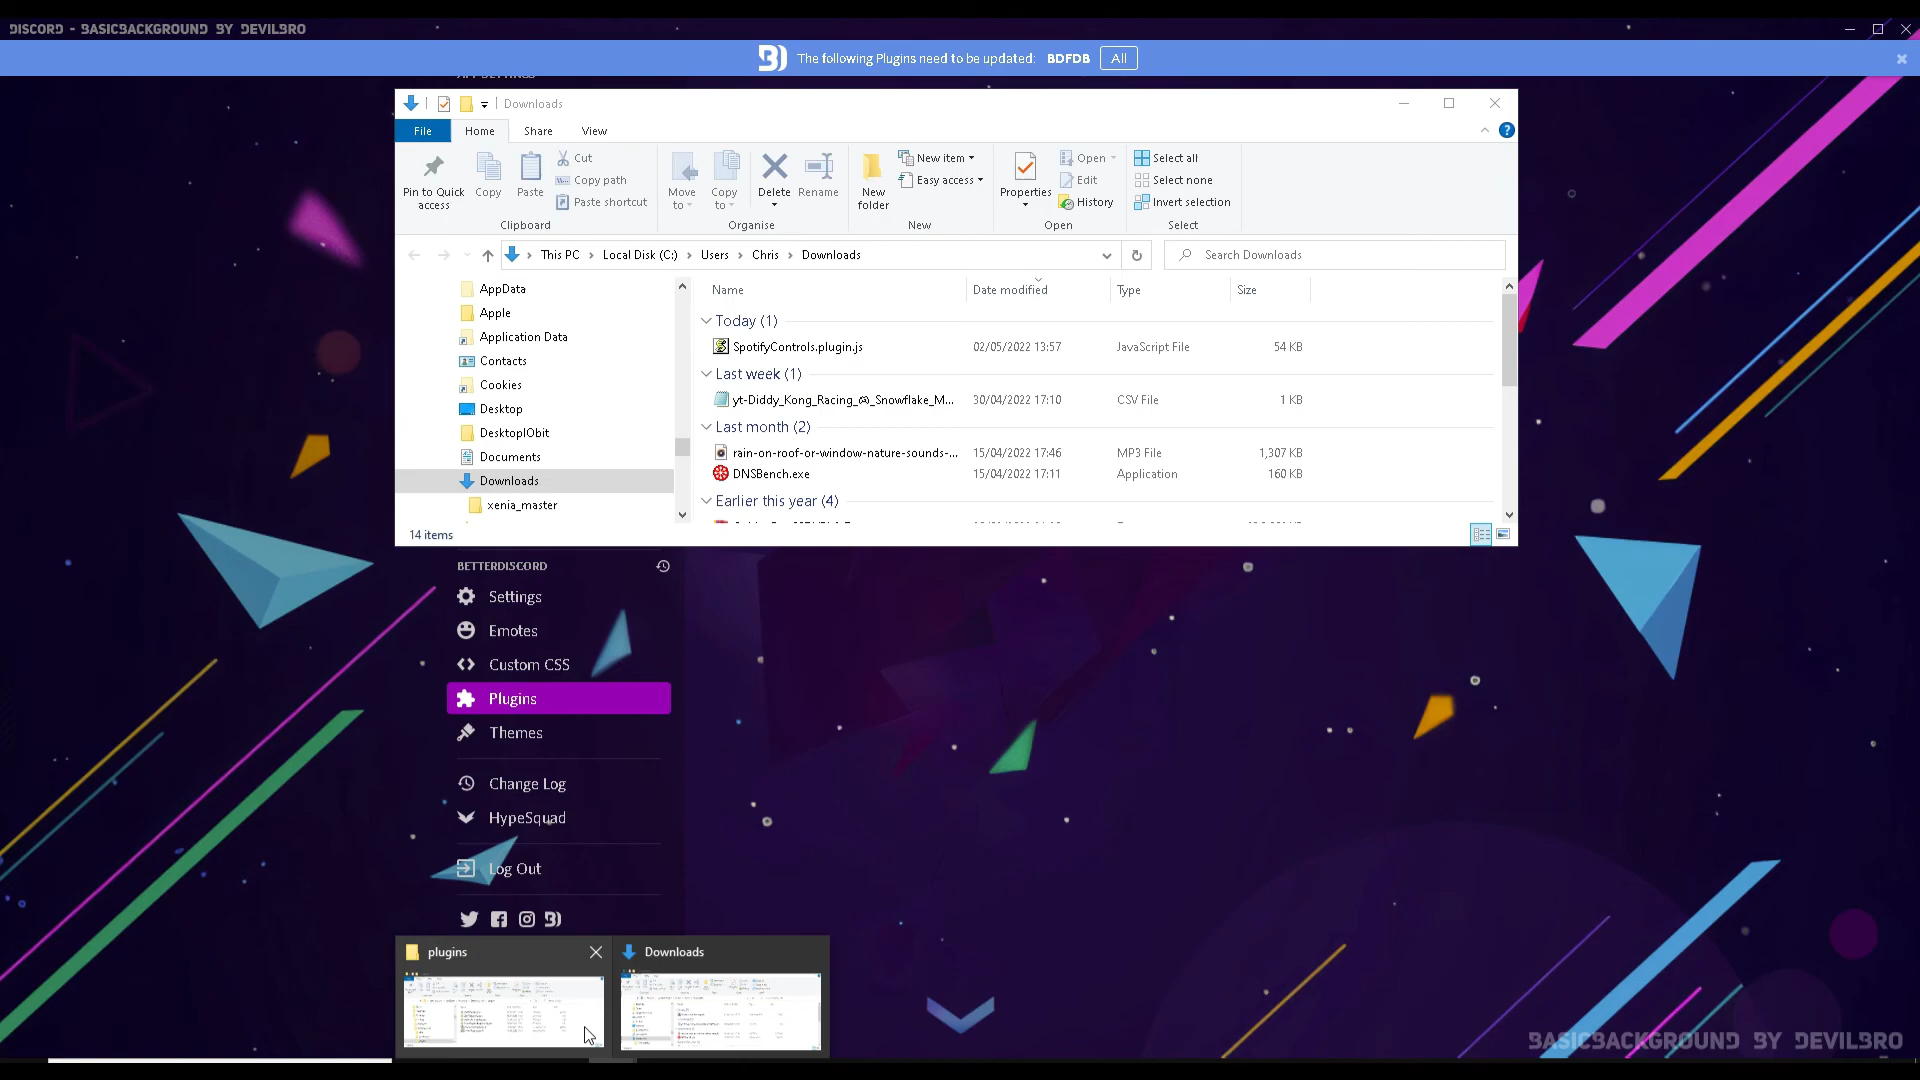 DISCORD - BASICBACKGROUND BY DEVILBRO
The following Plugins need to be updated: BDFDB All
Downloads
File Home Share View
Pin to Quick access
Copy
Paste
Cut
Copy path
Paste shortcut
Clipboard
Move to
Copy to
Delete
Rename
Organise
New folder
New item
Easy access
New
Properties
Open
Edit
History
Open
Select all
Select none
Invert selection
Select
This PC Local Disk (C:) Users Chris Downloads
Search Downloads
AppData
Apple
Application Data
Contacts
Cookies
Desktop
DesktopIObit
Documents
Downloads
xenia_master
Name Date modified Type Size
Today (1)
SpotifyControls.plugin.js 02/05/2022 13:57 JavaScript File 54 KB
Last week (1)
30/04/2022 17:10 CSV File 1 KB
Last month (2)
rain-on-roof-or-window-nature-sounds-... 15/04/2022 17:46 MP3 File 1,307 KB
DNSBench.exe 15/04/2022 17:11 Application 160 KB
Earlier this year (4)
14 items
BETTERDISCORD
Settings
Emotes
Custom CSS
Plugins
Themes
Change Log
HypeSquad
Log Out
plugins
Downloads
BASICBACKGROUND BY DEVILBRO